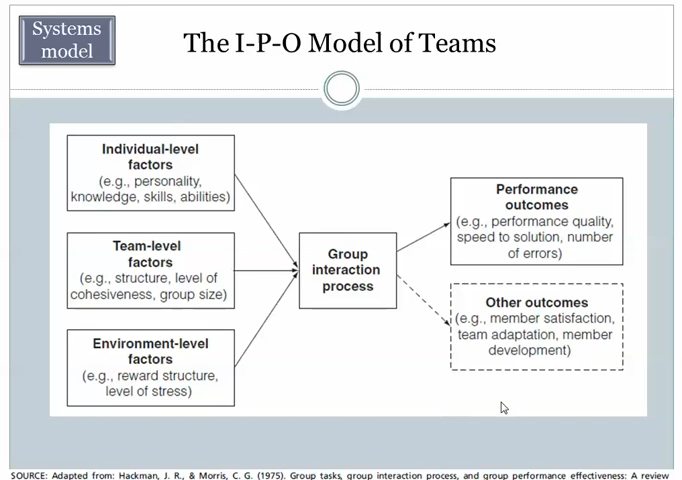 Systems
model
The I-P-O Model of Teams
Individual-level
factors
(e.g., personality,
knowledge, skills, abilities)
Team-level
factors
(e.g., structure, level of
cohesiveness, group size)
Environment-level
factors
(e.g., reward structure,
level of stress)
Group
interaction
process
Performance
outcomes
(e.g., performance quality,
speed to solution, number
of errors)
Other outcomes
(e.g., member satisfaction,
team adaptation, member
development)
SOURCE: Adapted from: Hackman, J. R., & Morris, C. G. (1975). Group tasks, group interaction process, and group performance effectiveness: A review